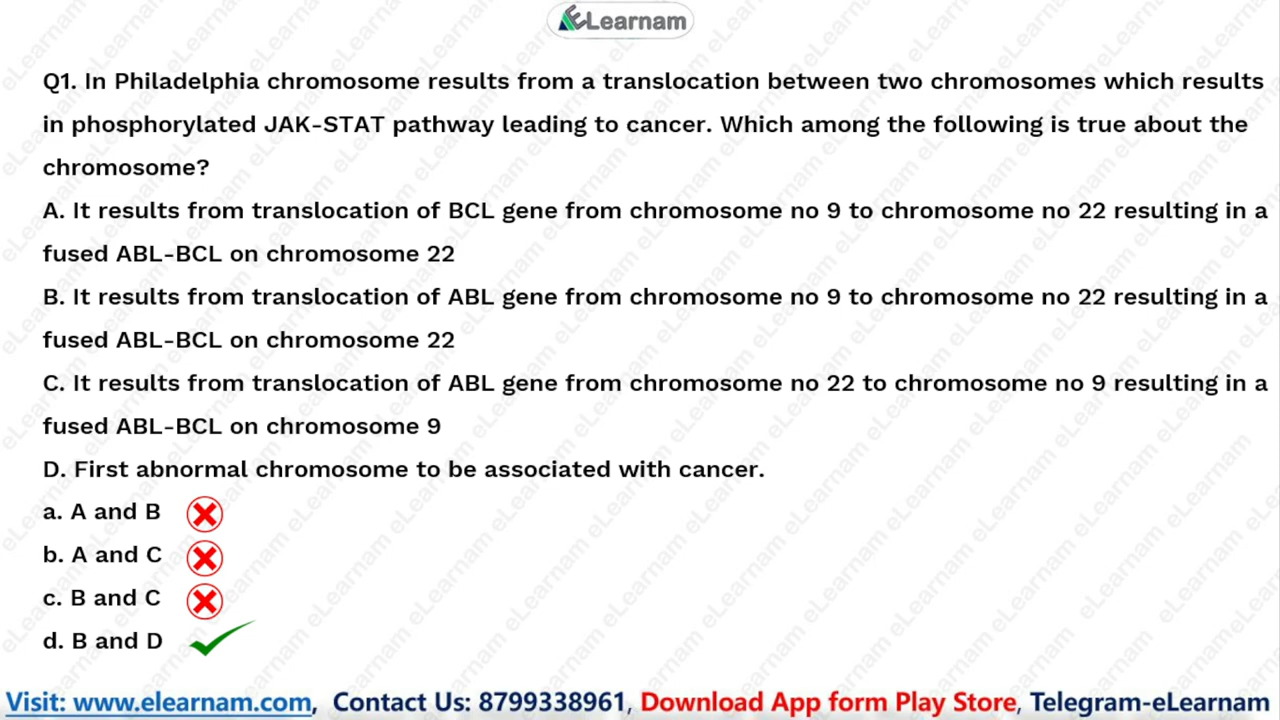 ELearnam
Q1. In Philadelphia chromosome results from a translocation between two chromosomes which results
in phosphorylated JAK-STAT pathway leading to cancer. Which among the following is true about the
chromosome?
A. It results from translocation of BCL gene from chromosome no 9 to chromosome no 22 resulting in a
fused ABL-BCL on chromosome 22
B. It results from translocation of ABL gene from chromosome no 9 to chromosome no 22 resulting in a
fused ABL-BCL on chromosome 22
C. It results from translocation of ABL gene from chromosome no 22 to chromosome no 9 resulting in a
fused ABL-BCL on chromosome 9
D. First abnormal chromosome to be associated with cancer.
a. A and B
b. A and C
c. B and C
d. B and D
Visit: www.elearnam.com, Contact Us: 8799338961, Download App form Play Store, Telegram-eLearnam